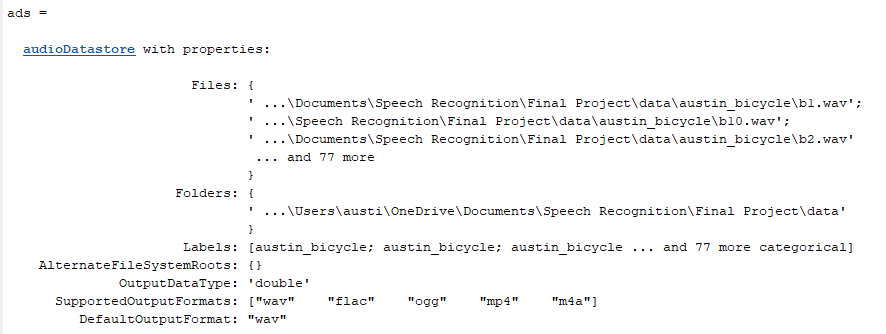 ads =
audioDatastore with properties:
Files: {
' ...\Documents\Speech Recognition\Final Project\data\austin_bicycle\b1.wav';
' ...\Speech Recognition\Final Project\data\austin_bicycle\b10.wav';
' ...\Documents\Speech Recognition\Final Project\data\austin_bicycle\b2.wav'
... and 77 more
}
Folders: {
' ...\Users\austi\OneDrive\Documents\Speech Recognition\Final Project\data'
}
Labels: [austin_bicycle; austin_bicycle; austin_bicycle ... and 77 more categorical]
AlternateFileSystemRoots: {}
OutputDataType: 'double'
SupportedOutputFormats: ["wav" "flac" "ogg" "mp4" "m4a"]
DefaultOutputFormat: "wav"